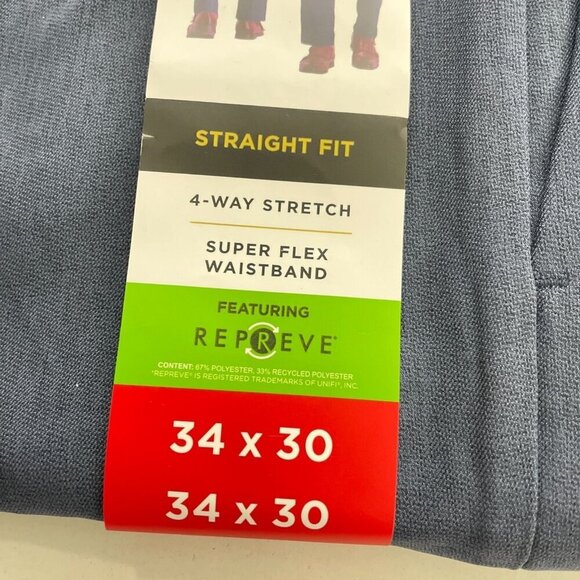 STRAIGHT FIT
4-WAY STRETCH
SUPER FLEX
WAISTBAND
FEATURING
REPREVE®
CONTENT: 67% POLYESTER, 33% RECYCLED POLYESTER
*REPREVE® IS REGISTERED TRADEMARKS OF UNIFI®, INC.
34 x 30
34 x 30